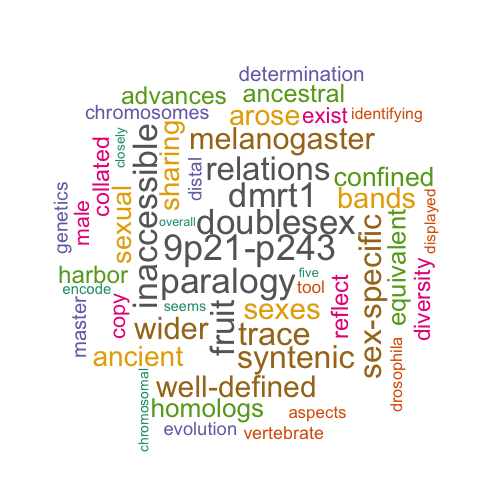 determination
advances
ancestral
chromosomes
arose
exist
identifying
closely
inaccessible
sharing
melanogaster
collated
distal
relations
confined
genetics
male
sexual
dmrt1
bands
displayed
overall
doublesex
sex-specific
equivalent
diversity
9p21-p243
harbor
encode
paralogy
five
tool
master
copy
seems
fruit
sexes
reflect
wider
trace
drosophila
ancient
syntenic
chromosomal
well-defined
homologs
aspects
evolution
vertebrate